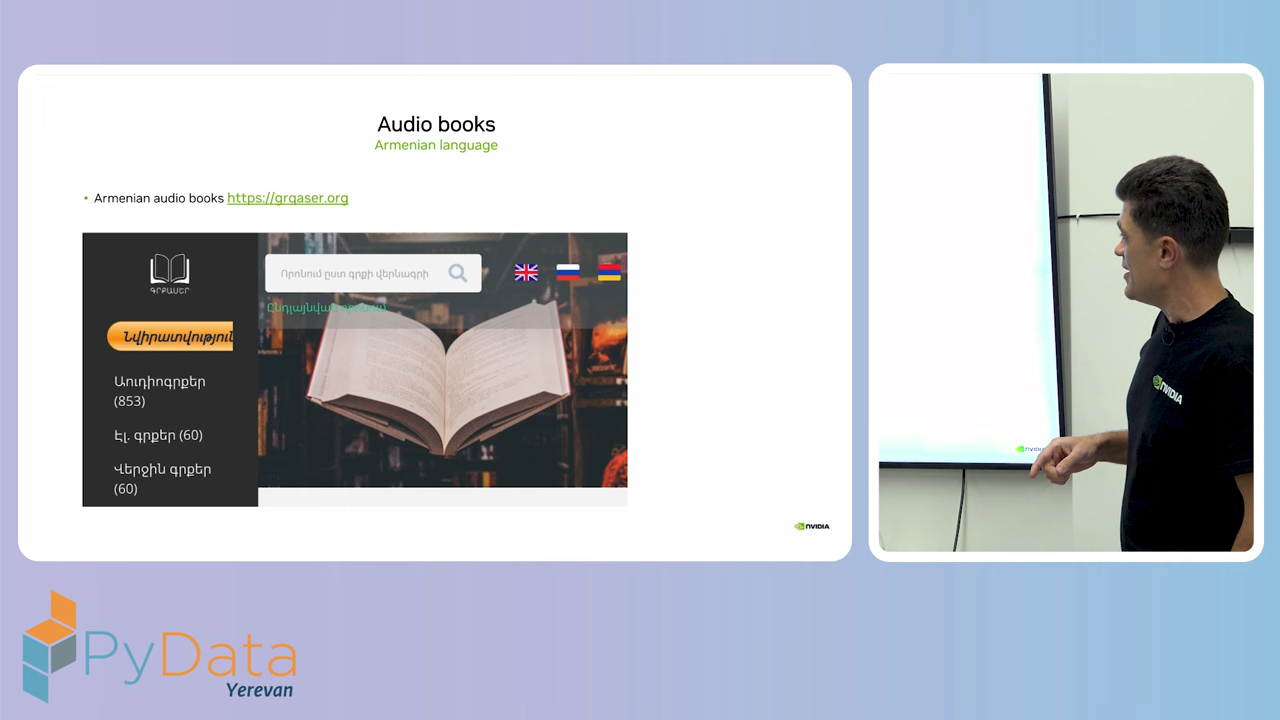 Audio books
Armenian language
• Armenian audio books https://grqaser.org
ԳՐՔԱՍԵՐ
Որոնում ըստ գրքի վերնագրի
Նվիրատվություն
Աուդիոգրքեր
(853)
Էլ. գրքեր (60)
Վերջին գրքեր
(60)
NVIDIA
NVIDIA
PyData
Yerevan